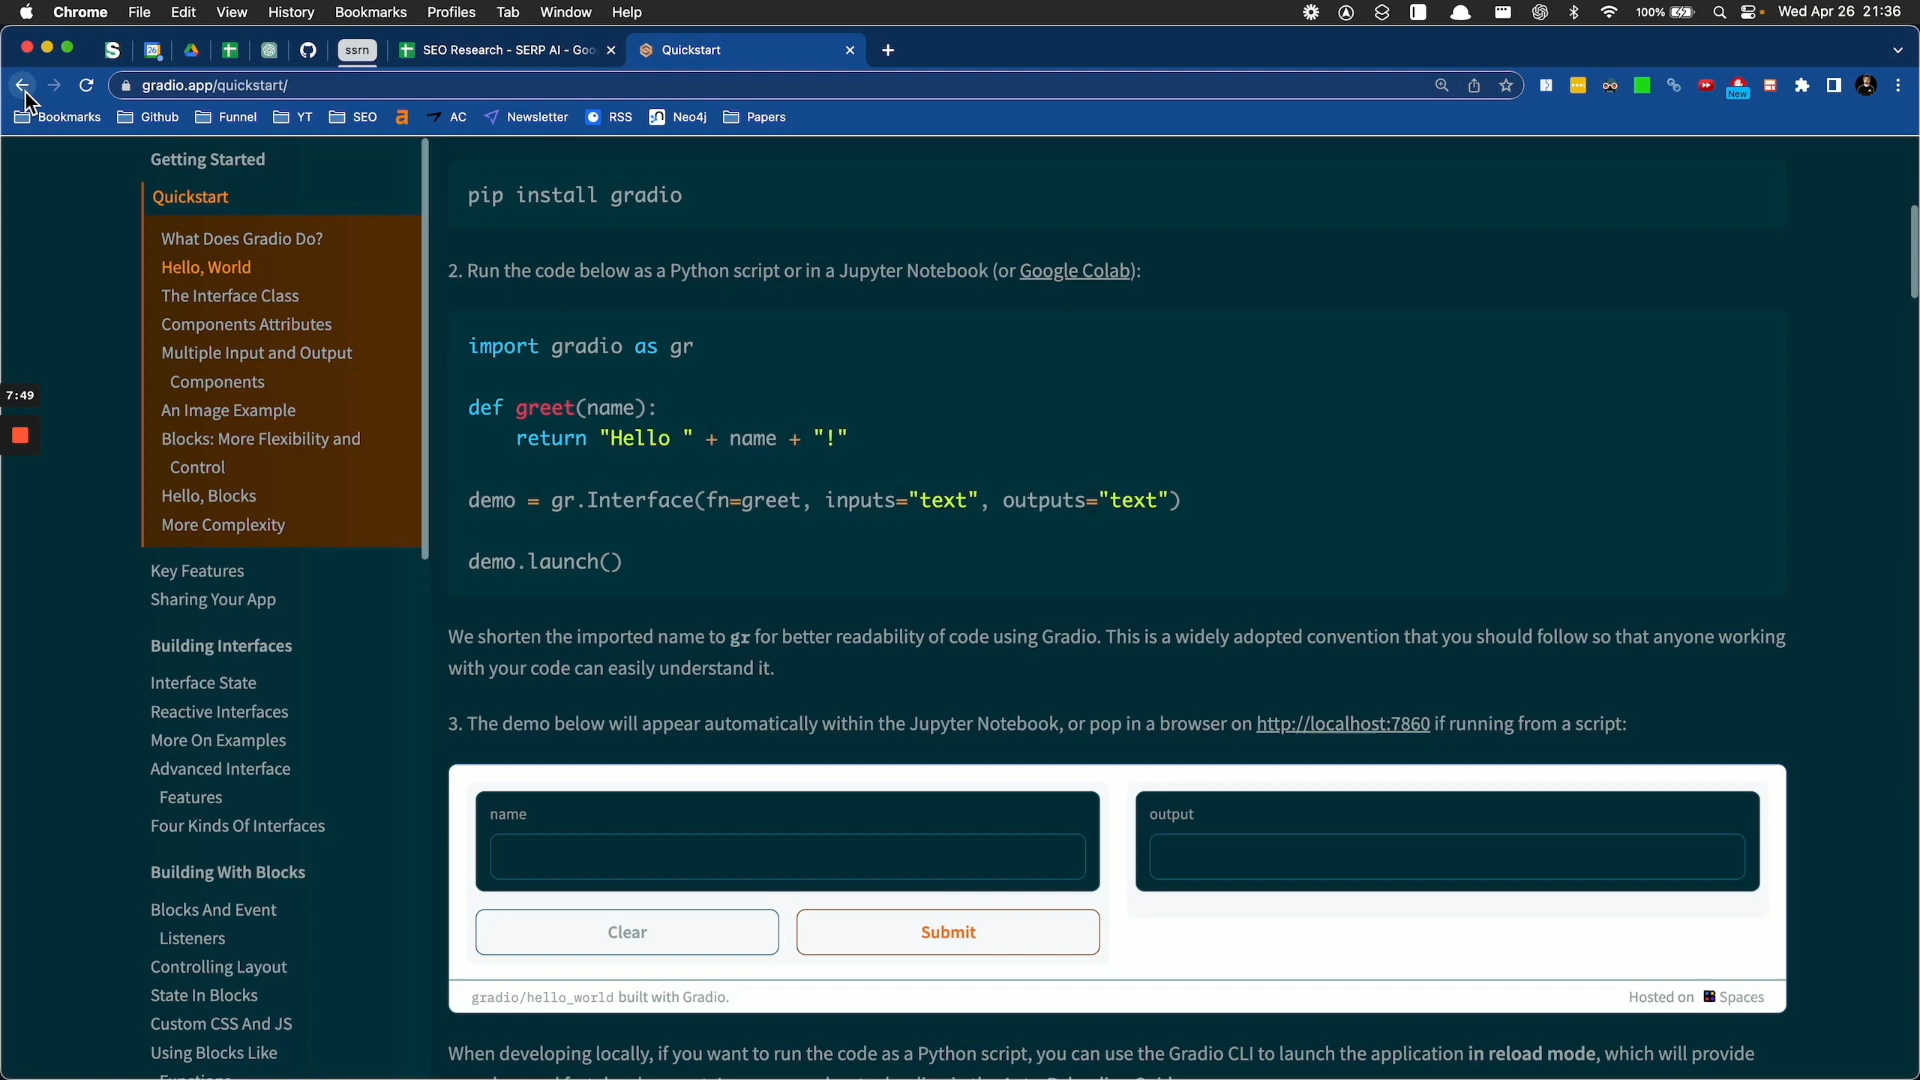 Chrome File Edit View History Bookmarks Profiles Tab Window Help
100% Wed Apr 26 21:36
26 ssrn SEO Research - SERP AI - Goo Quickstart
gradio.app/quickstart/
New
Bookmarks Github Funnel YT SEO AC Newsletter RSS Neo4j Papers
7:49
Getting Started
Quickstart
What Does Gradio Do?
Hello, World
The Interface Class
Components Attributes
Multiple Input and Output
Components
An Image Example
Blocks: More Flexibility and
Control
Hello, Blocks
More Complexity
Key Features
Sharing Your App
Building Interfaces
Interface State
Reactive Interfaces
More On Examples
Advanced Interface
Features
Four Kinds Of Interfaces
Building With Blocks
Blocks And Event
Listeners
Controlling Layout
State In Blocks
Custom CSS And JS
Using Blocks Like
pip install gradio
2. Run the code below as a Python script or in a Jupyter Notebook (or Google Colab):
import gradio as gr
def greet(name):
return "Hello " + name + "!"
demo = gr.Interface(fn=greet, inputs="text", outputs="text")
demo.launch()
We shorten the imported name to gr for better readability of code using Gradio. This is a widely adopted convention that you should follow so that anyone working
with your code can easily understand it.
3. The demo below will appear automatically within the Jupyter Notebook, or pop in a browser on http://localhost:7860 if running from a script:
name
output
Clear
Submit
gradio/hello_world built with Gradio.
Hosted on Spaces
When developing locally, if you want to run the code as a Python script, you can use the Gradio CLI to launch the application in reload mode, which will provide